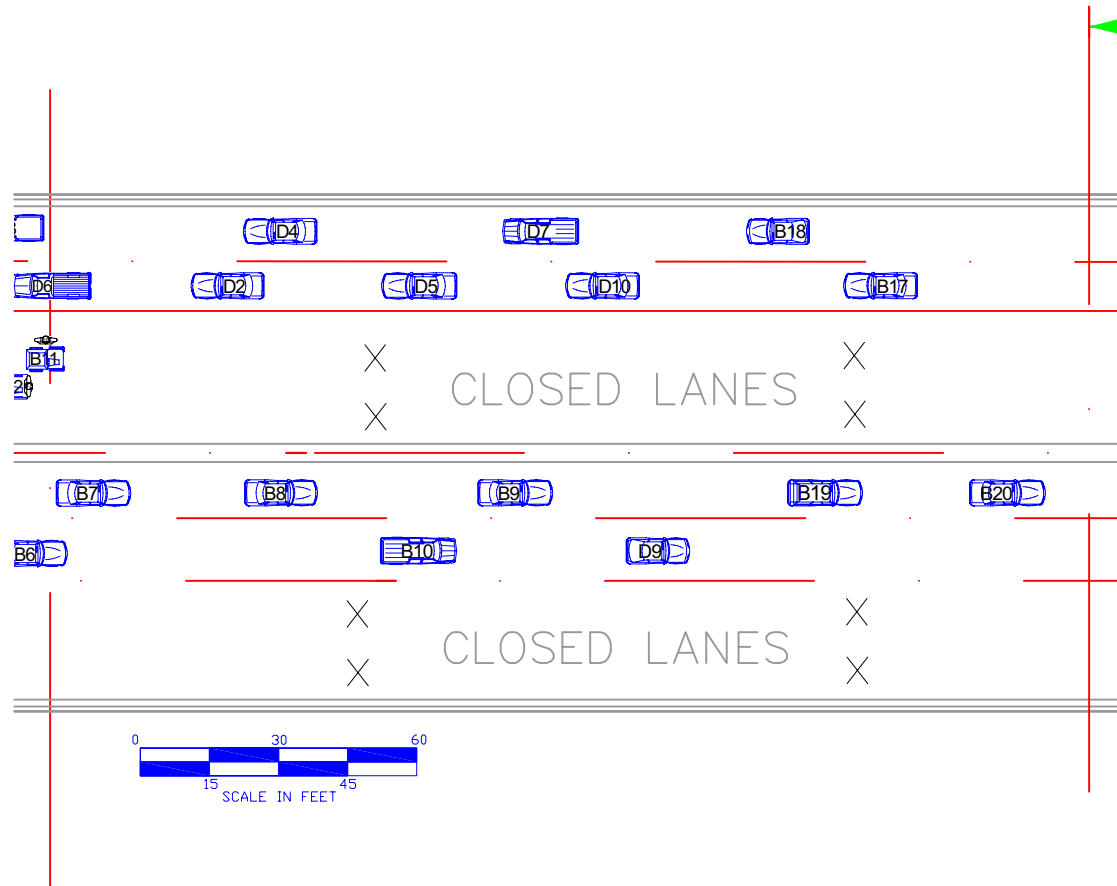 D4 D7 B18
D6 D2 D5 D10 B17
B11
CLOSED LANES
B7 B8 B9 B19 B20
B6 B10 D9
CLOSED LANES
0 30 60
15 45
SCALE IN FEET